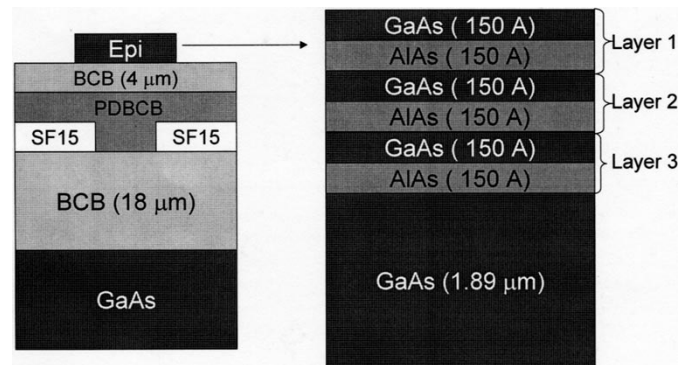 Epi
BCB (4 μm)
PDBCB
SF15 SF15
BCB (18 μm)
GaAs
GaAs ( 150 A)
AlAs ( 150 A)
Layer 1
GaAs ( 150 A)
AlAs ( 150 A)
Layer 2
GaAs ( 150 A)
AlAs ( 150 A)
Layer 3
GaAs (1.89 μm)